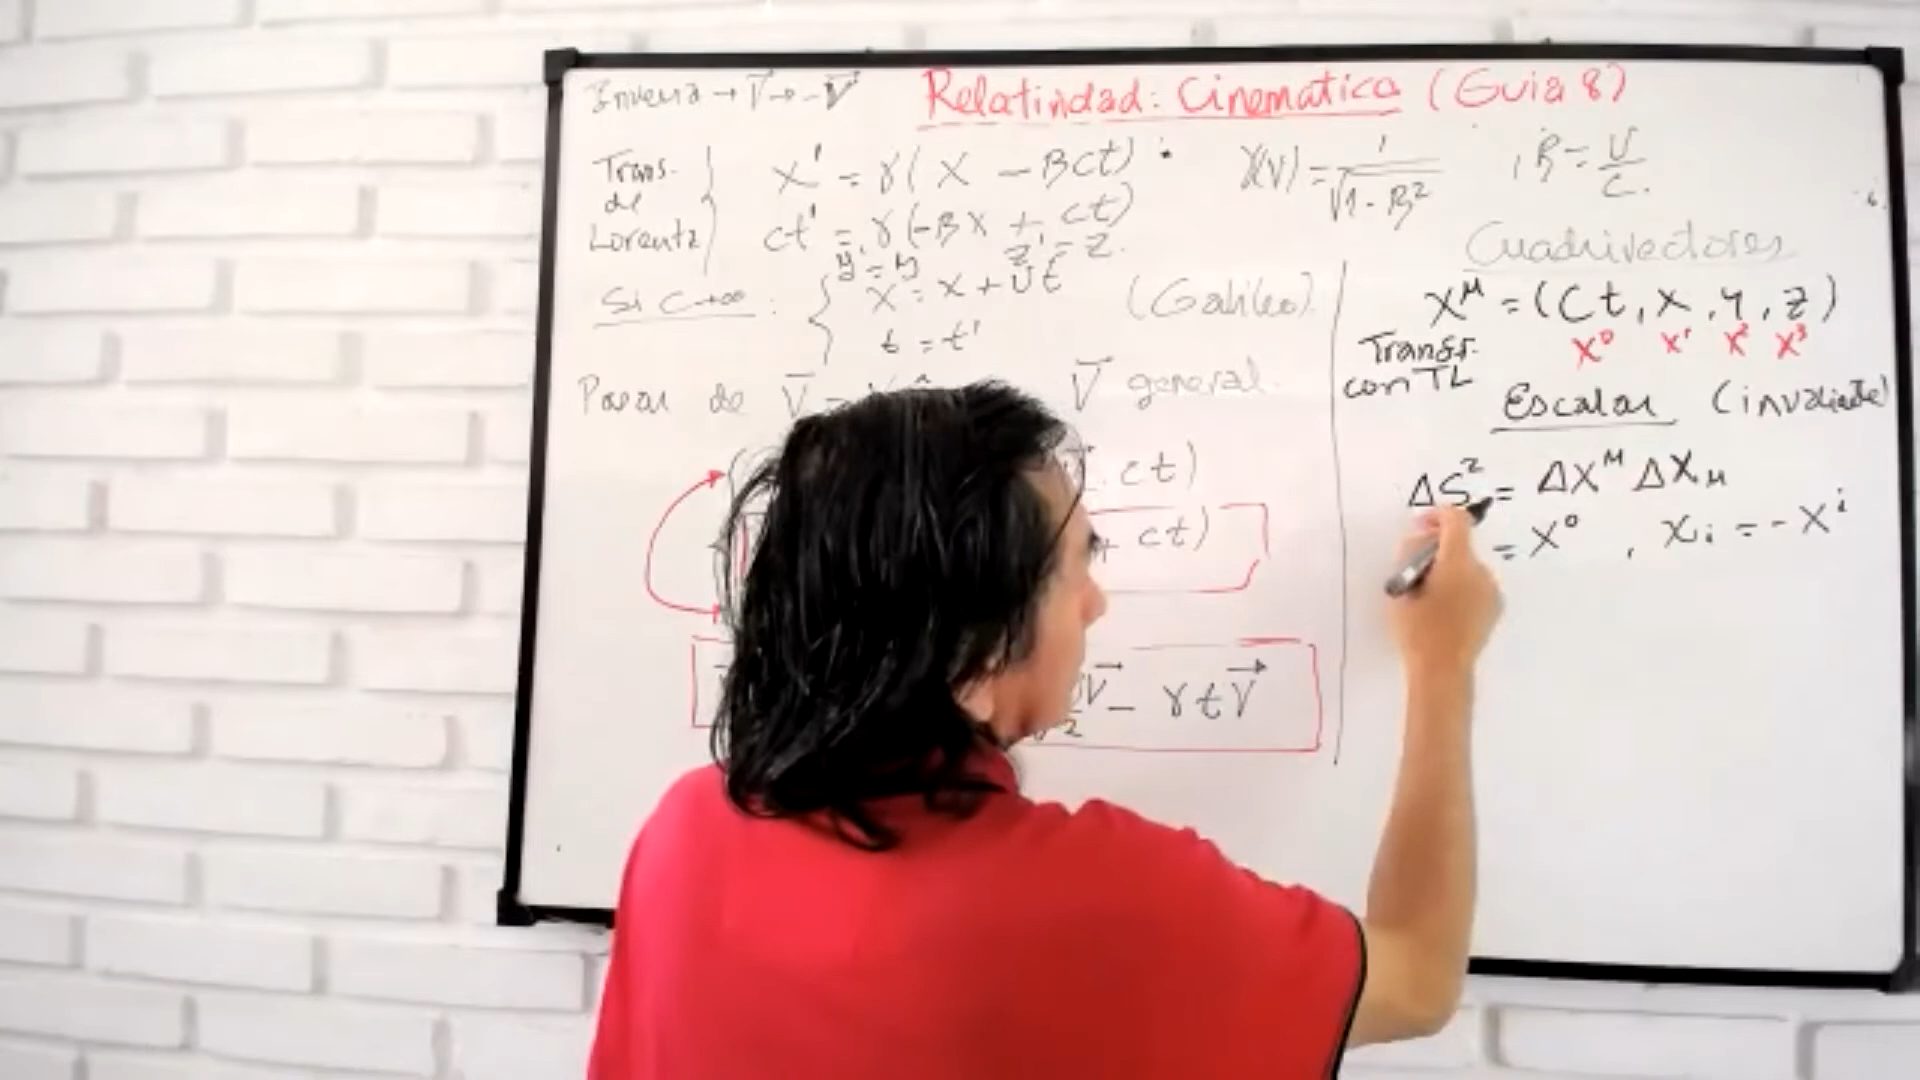 Inversa → V⃗ → -V⃗
Relatividad: Cinematica (Guia 8)
Trans. de Lorentz
x' = γ(x - βct)
ct' = γ(-βx + ct)
y' = y z' = z.
γ(v) = 1/√1-β² , β = v/c.
Si c→∞ :
x' = x + vt
t = t'
(Galileo).
Pasar de V⃗ V⃗ general.
ct)
+ ct)
V⃗ - γtV⃗
Cuadrivectores
x^μ = (ct, x, y, z)
x⁰ x¹ x² x³
Transf. con TL
Escalar (invariante)
ΔS² = Δx^μ Δx_μ
= x⁰ , x_i = -x^i